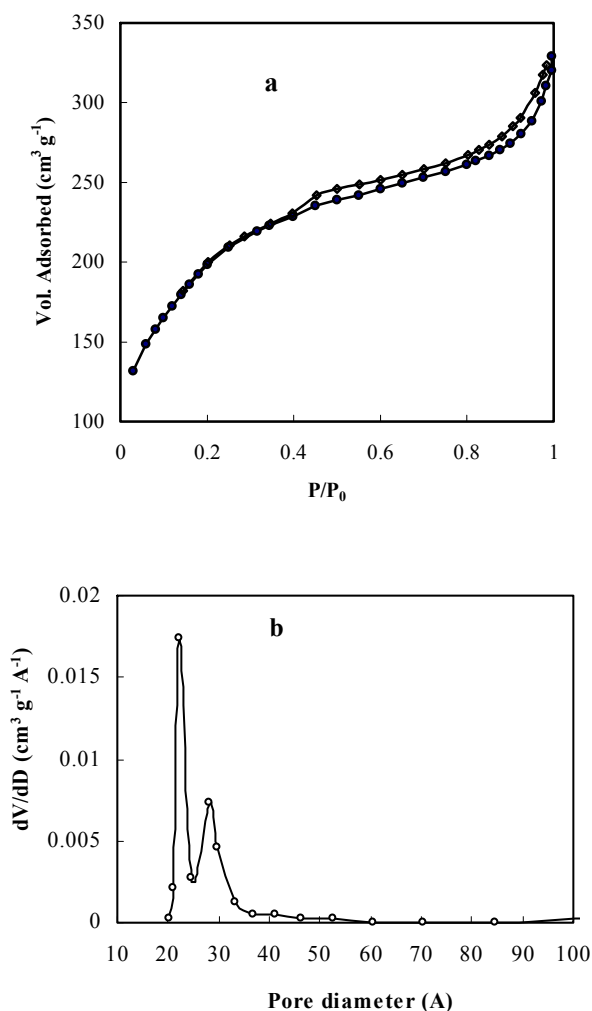 350
a
300
250
Vol. Adsorbed (cm³ g⁻¹)
200
150
100
0 0.2 0.4 0.6 0.8 1
P/P₀
0.02
b
0.015
dV/dD (cm³ g⁻¹ A⁻¹)
0.01
0.005
0
10 20 30 40 50 60 70 80 90 100
Pore diameter (A)